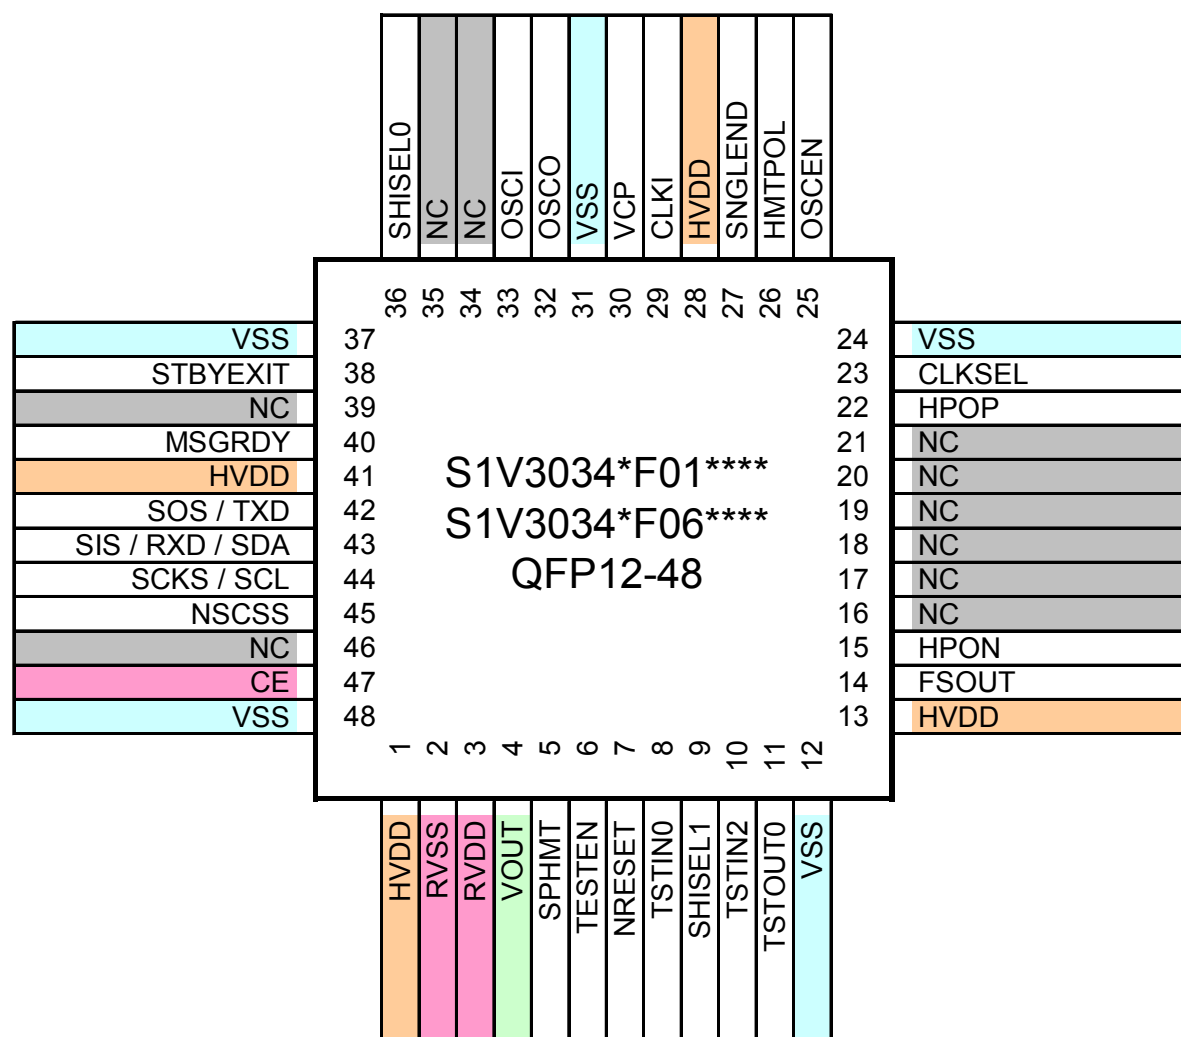 SHISEL0
NC
NC
OSCI
OSCO
VSS
VCP
CLKI
HVDD
SNGLEND
HMTPOL
OSCEN
36
35
34
33
32
31
30
29
28
27
26
25
VSS 37
STBYEXIT 38
NC 39
MSGRDY 40
HVDD 41
SOS / TXD 42
SIS / RXD / SDA 43
SCKS / SCL 44
NSCSS 45
NC 46
CE 47
VSS 48
S1V3034*F01****
S1V3034*F06****
QFP12-48
24 VSS
23 CLKSEL
22 HPOP
21 NC
20 NC
19 NC
18 NC
17 NC
16 NC
15 HPON
14 FSOUT
13 HVDD
1
2
3
4
5
6
7
8
9
10
11
12
HVDD
RVSS
RVDD
VOUT
SPHMT
TESTEN
NRESET
TSTIN0
SHISEL1
TSTIN2
TSTOUT0
VSS